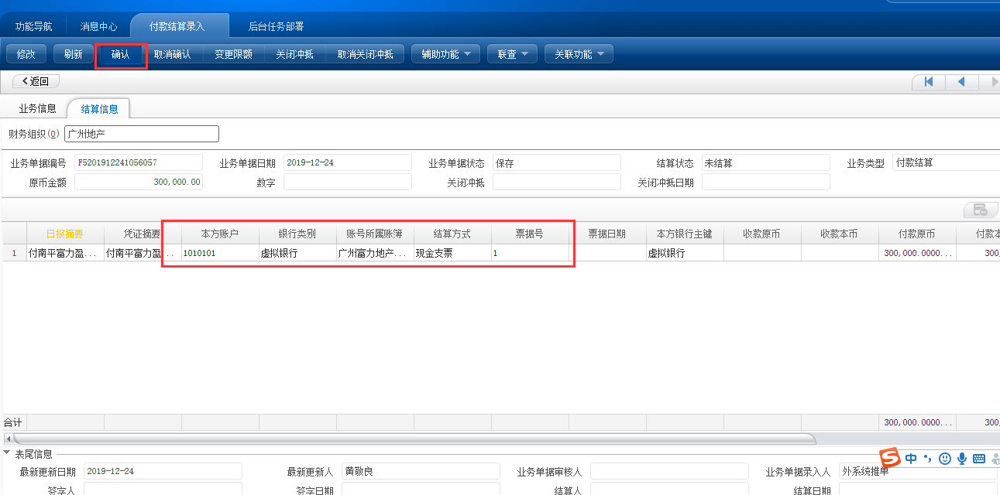 功能导航 消息中心 付款结算录入 后台任务部署
修改 刷新 确认 取消确认 变更限额 关闭冲抵 取消关闭冲抵 辅助功能 联查 关联功能
返回
业务信息 结算信息
财务组织(O) 广州地产
业务单据编号 F5201912241056057 业务单据日期 2019-12-24 业务单据状态 保存 结算状态 未结算 业务类型 付款结算
原币金额 300,000.00 数字 关闭冲抵 关闭冲抵日期
日报摘要 凭证摘要 本方账户 银行类别 账号所属账簿 结算方式 票据号 票据日期 本方银行主键 收款原币 收款本币 付款原币 付款本
1 付南平富力盈... 付南平富力盈... 1010101 虚拟银行 广州富力地产... 现金支票 1 虚拟银行 300,000.0000... 300,
合计 300,000.0000... 300,
表尾信息
最新更新日期 2019-12-24 最新更新人 黄敬良 业务单据审核人 业务单据录入人 外系统推单
签字人 签字日期 结算人 结算日期
S中